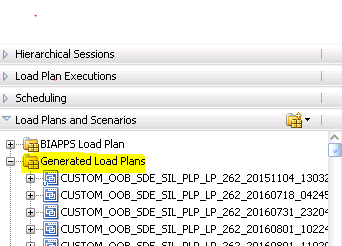 Hierarchical Sessions
Load Plan Executions
Scheduling
Load Plans and Scenarios
BIAPPS Load Plan
Generated Load Plans
CUSTOM_OOB_SDE_SIL_PLP_LP_262_20151104_13032
CUSTOM_OOB_SDE_SIL_PLP_LP_262_20160718_04245
CUSTOM_OOB_SDE_SIL_PLP_LP_262_20160731_23204
CUSTOM_OOB_SDE_SIL_PLP_LP_262_20160801_10224